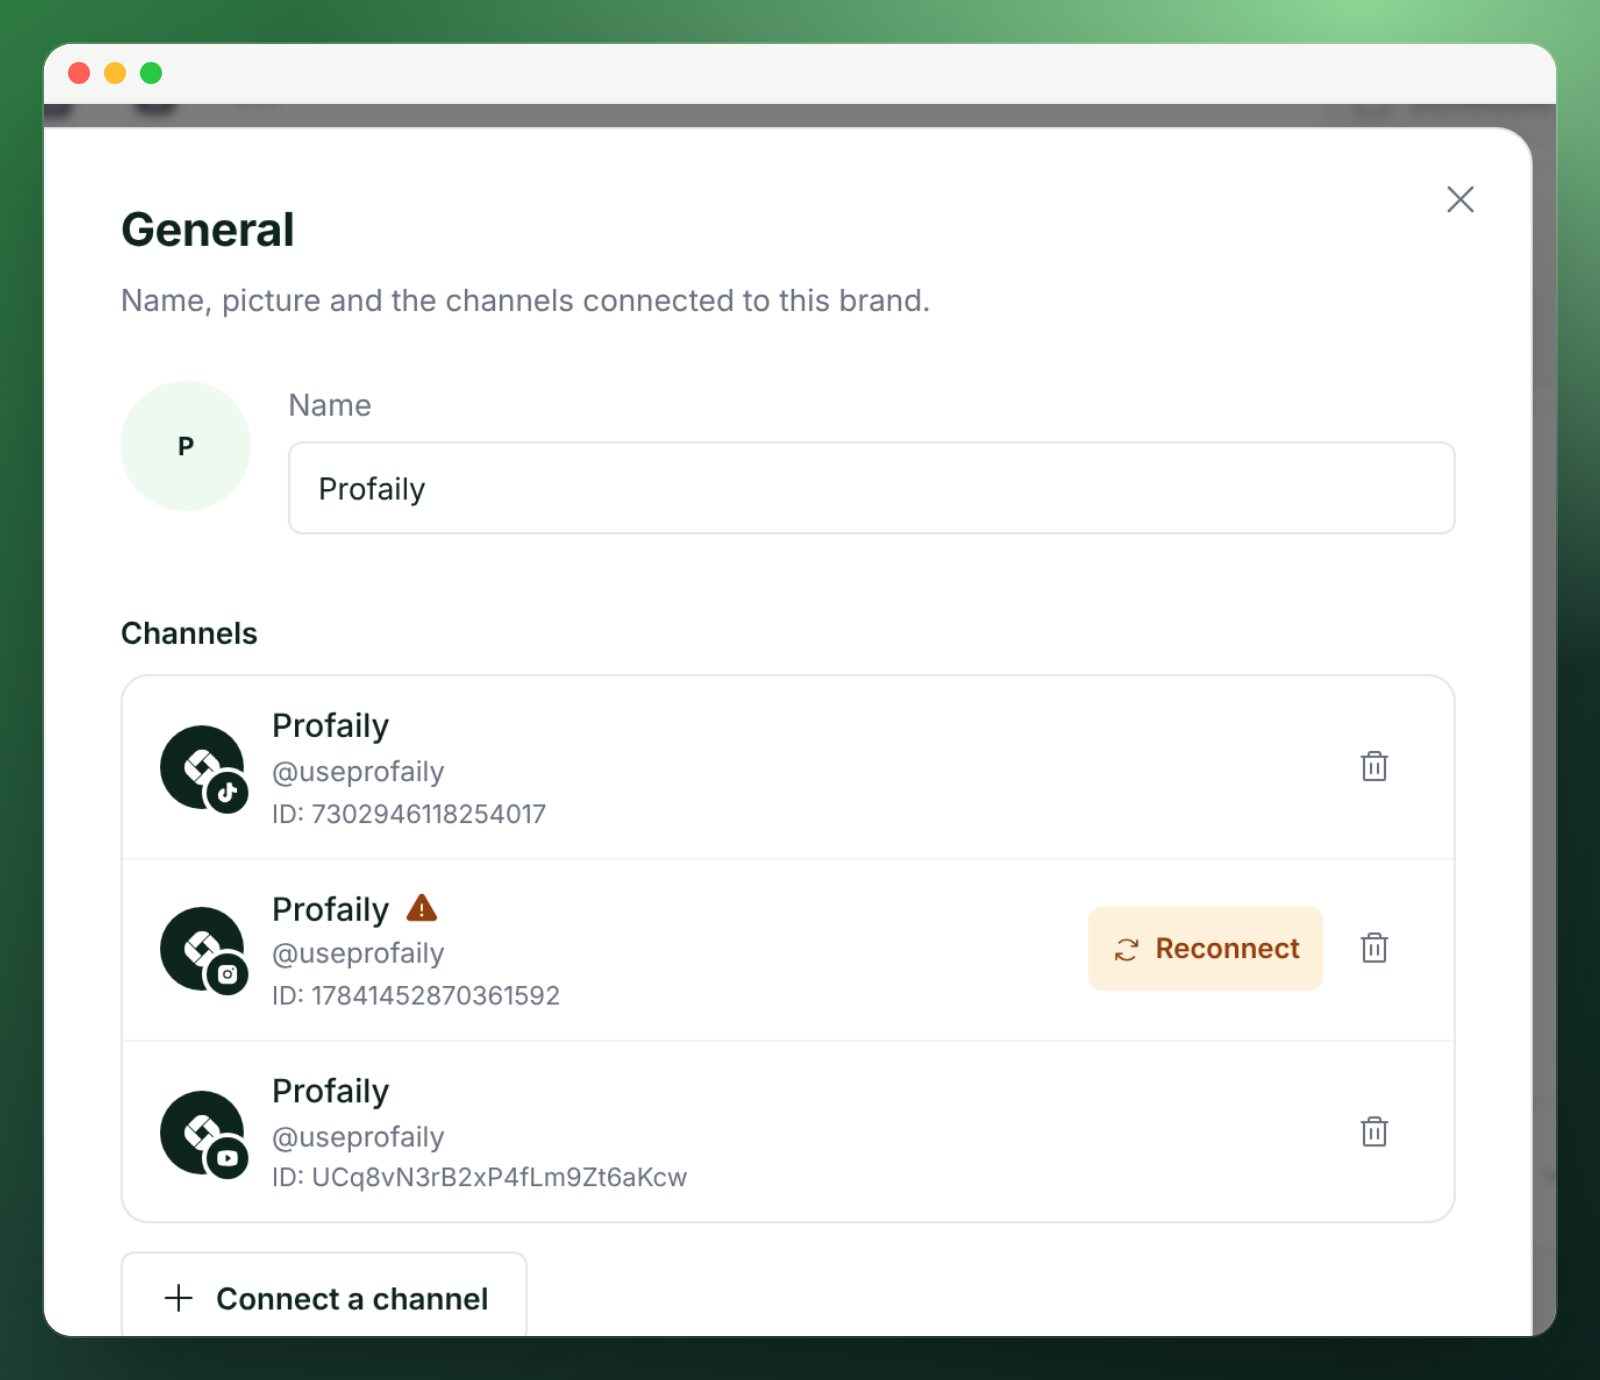 General
Name, picture and the channels connected to this brand.
P
Name
Profaily
Channels
Profaily
@useprofaily
ID: 7302946118254017
Profaily
@useprofaily
Reconnect
ID: 17841452870361592
Profaily
@useprofaily
ID: UCq8vN3rB2xP4fLm9Zt6aKcw
Connect a channel